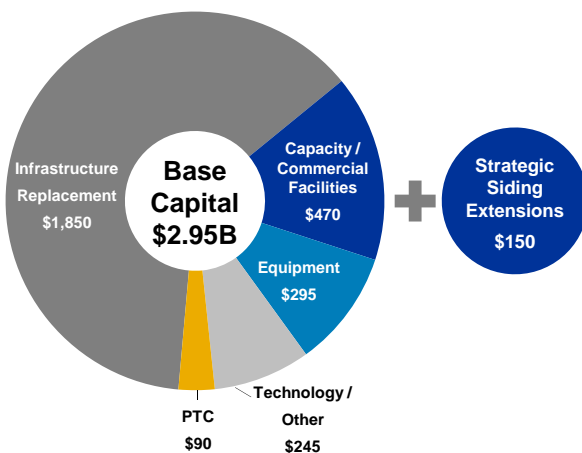 Infrastructure
Replacement
$1,850
Base
Capital
$2.95B
Capacity /
Commercial
Facilities
$470
Equipment
$295
Technology /
Other
$245
PTC
$90
Strategic
Siding
Extensions
$150